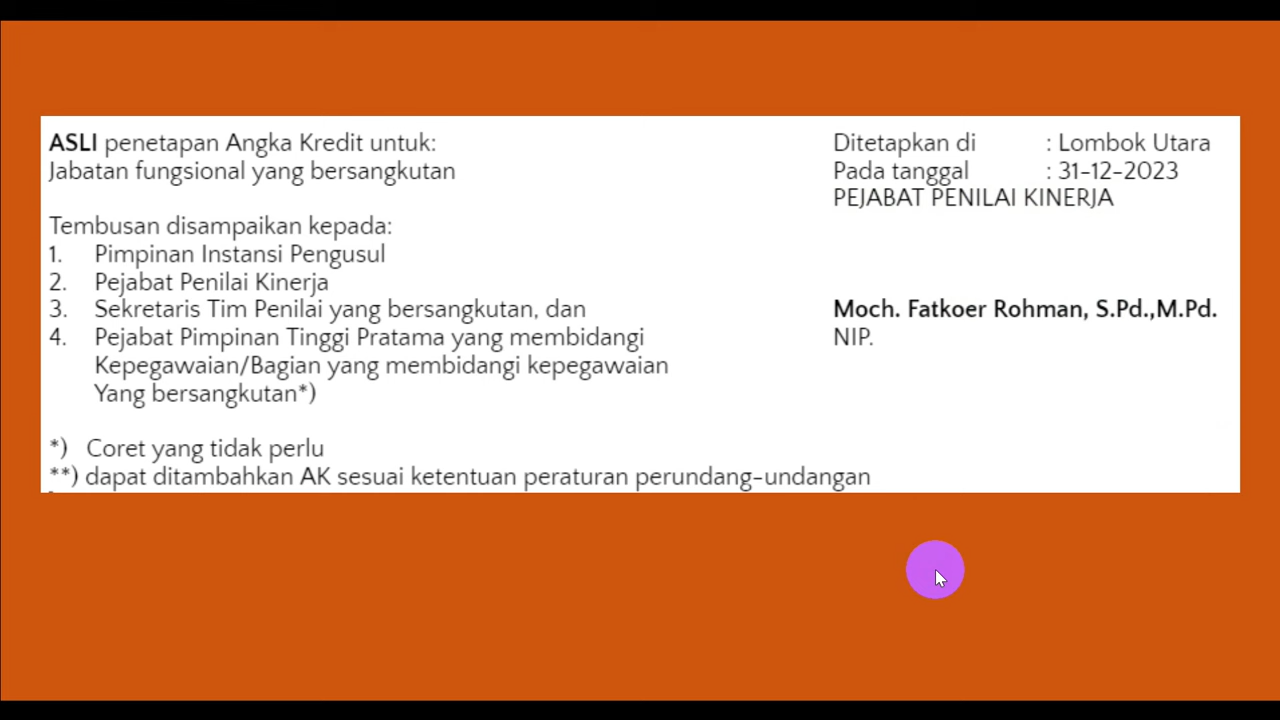 ASLI penetapan Angka Kredit untuk:
Jabatan fungsional yang bersangkutan
Tembusan disampaikan kepada:
1. Pimpinan Instansi Pengusul
2. Pejabat Penilai Kinerja
3. Sekretaris Tim Penilai yang bersangkutan, dan
4. Pejabat Pimpinan Tinggi Pratama yang membidangi
Kepegawaian/Bagian yang membidangi kepegawaian
Yang bersangkutan*)
*) Coret yang tidak perlu
**) dapat ditambahkan AK sesuai ketentuan peraturan perundang-undangan
Ditetapkan di : Lombok Utara
Pada tanggal : 31-12-2023
PEJABAT PENILAI KINERJA
Moch. Fatkoer Rohman, S.Pd.,M.Pd.
NIP.